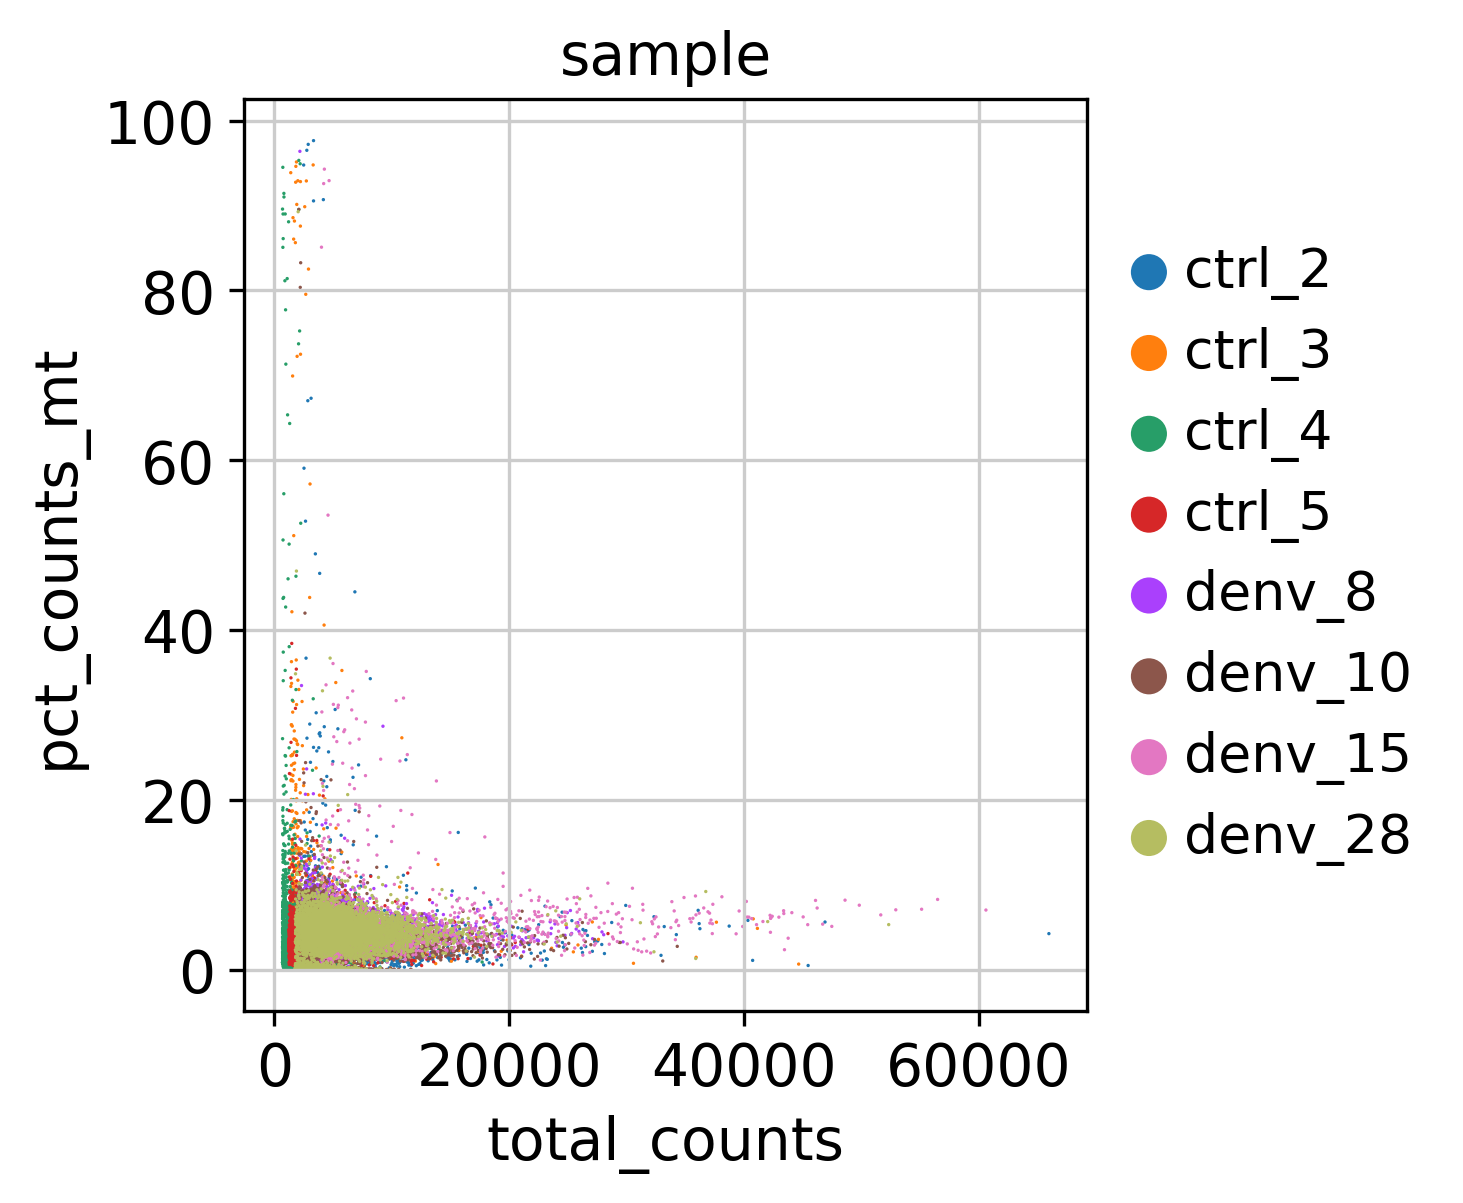 sample
pct_counts_mt
100
80
60
40
20
0
0 20000 40000 60000
total_counts
ctrl_2
ctrl_3
ctrl_4
ctrl_5
denv_8
denv_10
denv_15
denv_28